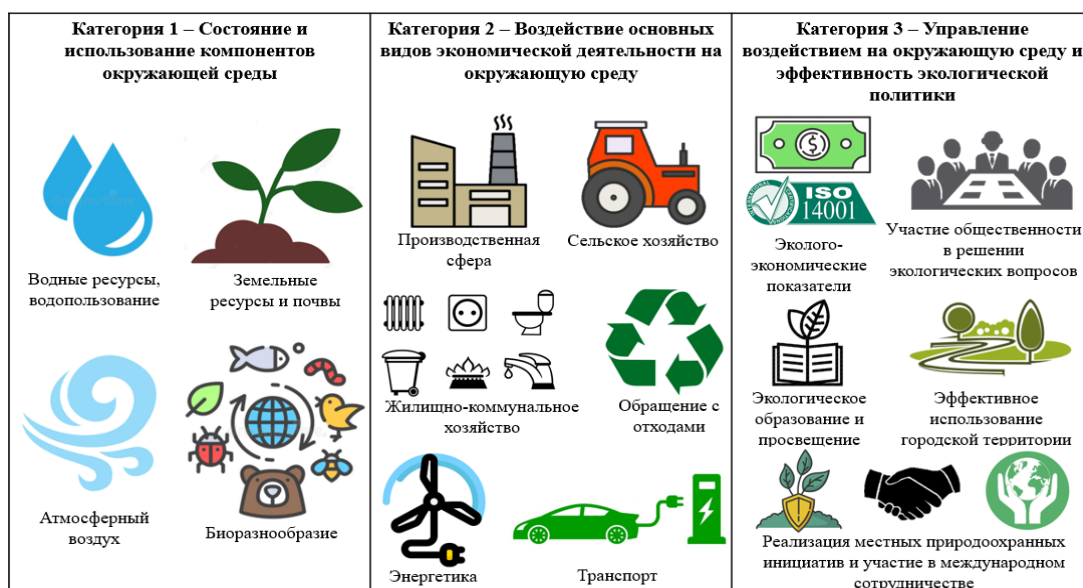 Категория 1 – Состояние и
использование компонентов
окружающей среды
Водные ресурсы,
водопользование
Земельные
ресурсы и почвы
Атмосферный
воздух
Биоразнообразие
Категория 2 – Воздействие основных
видов экономической деятельности на
окружающую среду
Производственная
сфера
Сельское хозяйство
Жилищно-коммунальное
хозяйство
Обращение с
отходами
Энергетика
Транспорт
Категория 3 – Управление
воздействием на окружающую среду и
эффективность экологической
политики
ISO
14001
Эколого-
экономические
показатели
Участие общественности
в решении
экологических вопросов
Экологическое
образование и
просвещение
Эффективное
использование
городской территории
Реализация местных природоохранных
инициатив и участие в международном
сотрудничестве